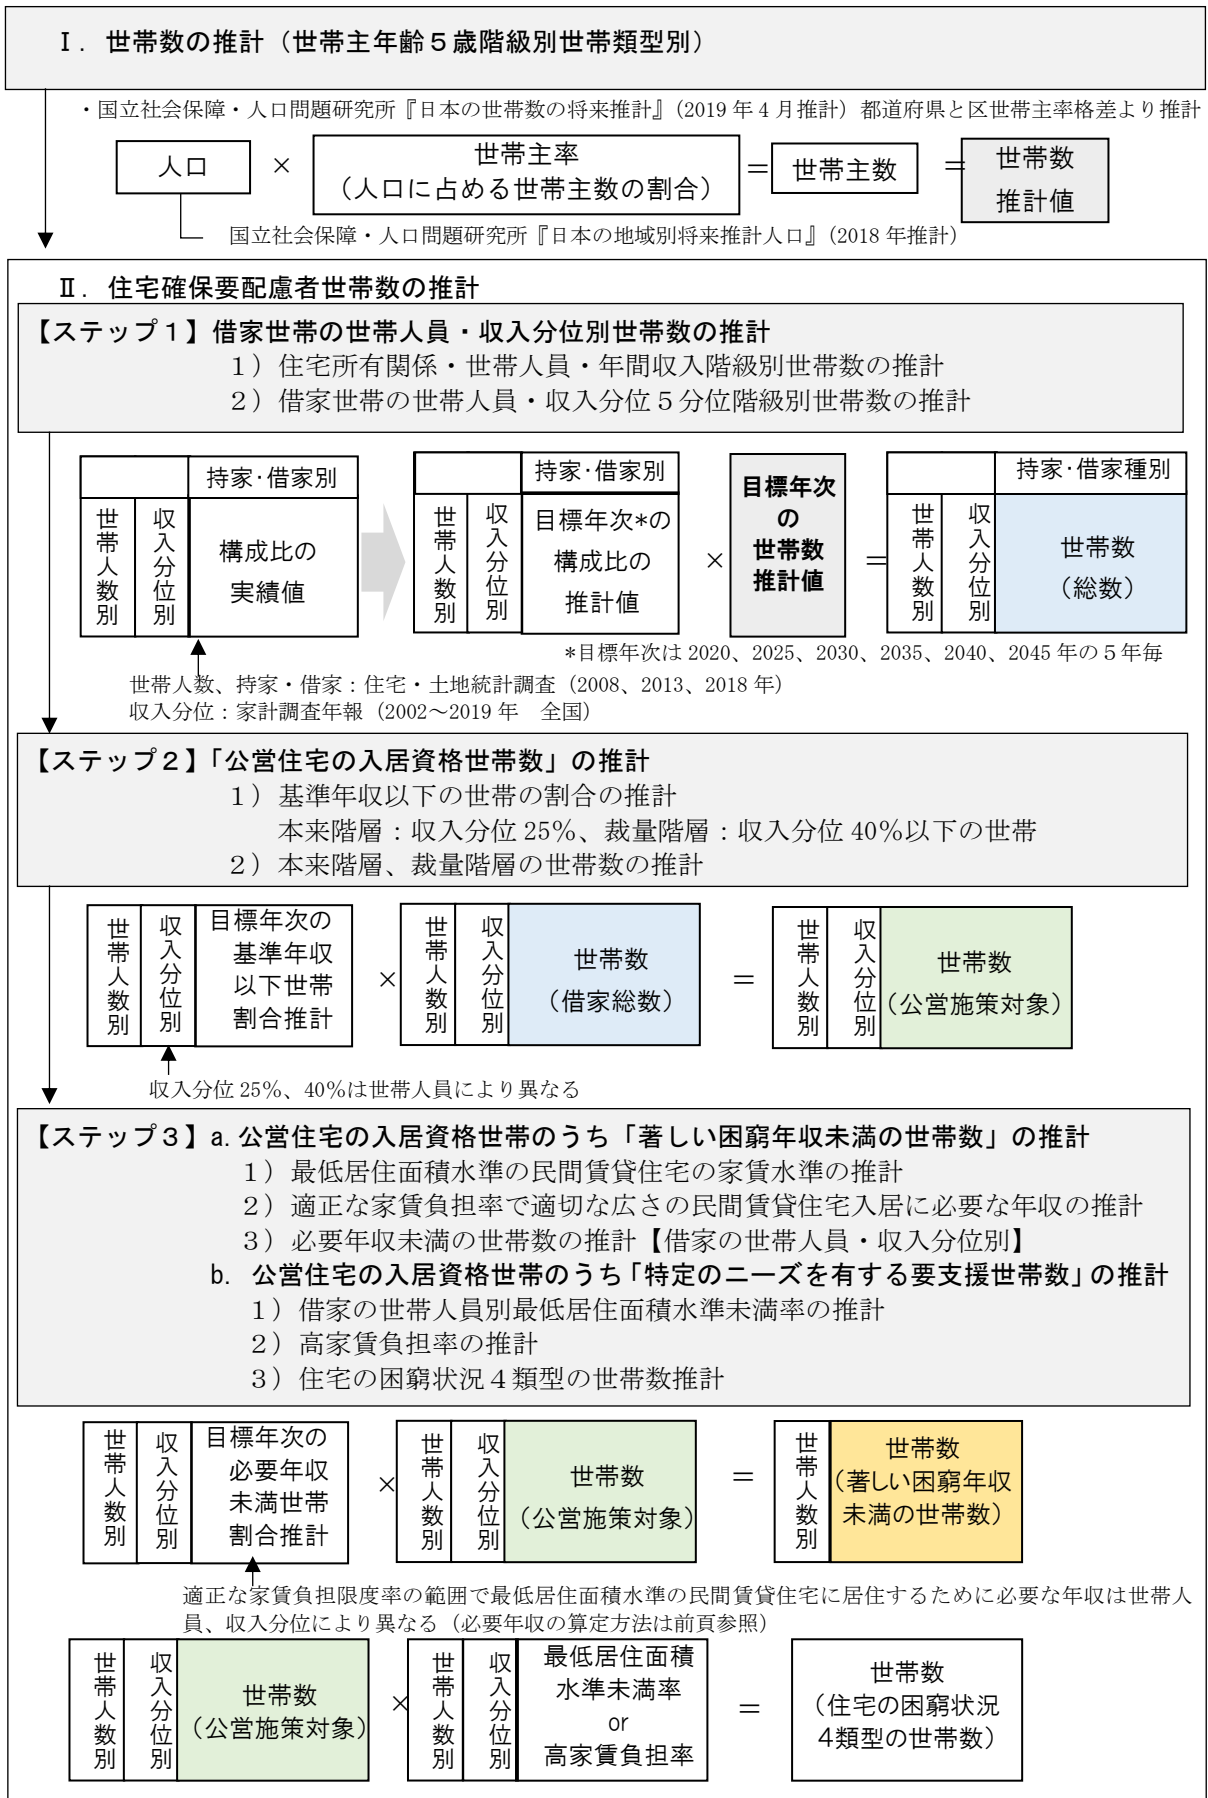 Ⅰ．世帯数の推計（世帯主年齢５歳階級別世帯類型別）
・国立社会保障・人口問題研究所『日本の世帯数の将来推計』（2019 年 4 月推計）都道府県と区世帯主率格差より推計
人口
×
世帯主率
（人口に占める世帯主数の割合）
＝
世帯主数
＝
世帯数
推計値
国立社会保障・人口問題研究所『日本の地域別将来推計人口』（2018 年推計）
Ⅱ．住宅確保要配慮者世帯数の推計
【ステップ１】借家世帯の世帯人員・収入分位別世帯数の推計
１）住宅所有関係・世帯人員・年間収入階級別世帯数の推計
２）借家世帯の世帯人員・収入分位５分位階級別世帯数の推計
持家･借家別
世帯人数別
収入分位別
構成比の
実績値
持家･借家別
世帯人数別
収入分位別
目標年次*の
構成比の
推計値
×
目標年次
の
世帯数
推計値
＝
持家･借家種別
世帯人数別
収入分位別
世帯数
（総数）
*目標年次は 2020、2025、2030、2035、2040、2045 年の５年毎
世帯人数、持家・借家：住宅・土地統計調査（2008、2013、2018 年）
収入分位：家計調査年報（2002～2019 年　全国）
【ステップ２】「公営住宅の入居資格世帯数」の推計
１）基準年収以下の世帯の割合の推計
本来階層：収入分位 25％、裁量階層：収入分位 40％以下の世帯
２）本来階層、裁量階層の世帯数の推計
世帯人数別
収入分位別
目標年次の
基準年収
以下世帯
割合推計
×
世帯人数別
収入分位別
世帯数
（借家総数）
＝
世帯人数別
収入分位別
世帯数
（公営施策対象）
収入分位 25％、40％は世帯人員により異なる
【ステップ３】a. 公営住宅の入居資格世帯のうち「著しい困窮年収未満の世帯数」の推計
１）最低居住面積水準の民間賃貸住宅の家賃水準の推計
２）適正な家賃負担率で適切な広さの民間賃貸住宅入居に必要な年収の推計
３）必要年収未満の世帯数の推計【借家の世帯人員・収入分位別】
b. 公営住宅の入居資格世帯のうち「特定のニーズを有する要支援世帯数」の推計
１）借家の世帯人員別最低居住面積水準未満率の推計
２）高家賃負担率の推計
３）住宅の困窮状況４類型の世帯数推計
世帯人数別
収入分位別
目標年次の
必要年収
未満世帯
割合推計
×
世帯人数別
収入分位別
世帯数
（公営施策対象）
＝
世帯人数別
世帯数
（著しい困窮年収
未満の世帯数）
適正な家賃負担限度率の範囲で最低居住面積水準の民間賃貸住宅に居住するために必要な年収は世帯人
員、収入分位により異なる（必要年収の算定方法は前頁参照）
世帯人数別
収入分位別
世帯数
（公営施策対象）
×
世帯人数別
収入分位別
最低居住面積
水準未満率
or
高家賃負担率
＝
世帯数
（住宅の困窮状況
4類型の世帯数）